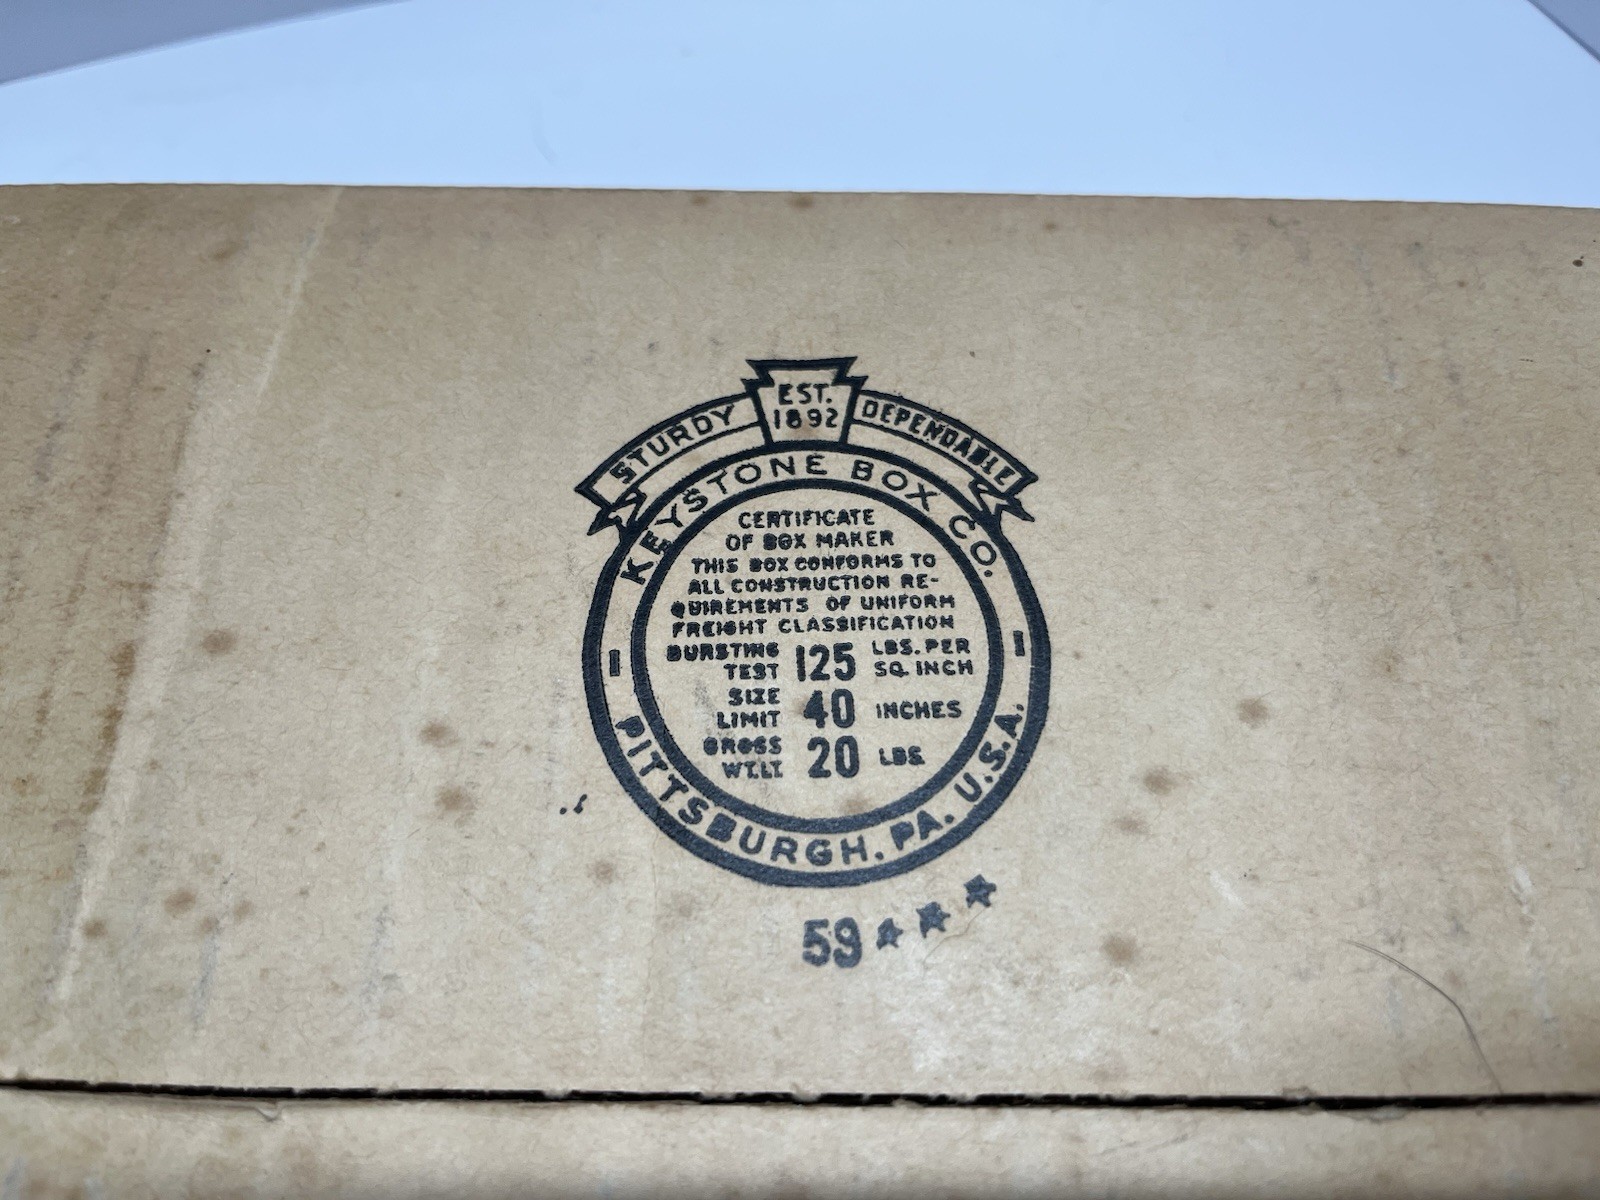 EST.
1892
STURDY
DEPENDABLE
KEYSTONE BOX CO.
CERTIFICATE
OF BOX MAKER
THIS BOX CONFORMS TO
ALL CONSTRUCTION RE-
QUIREMENTS OF UNIFORM
FREIGHT CLASSIFICATION
BURSTING TEST 125 LBS. PER SQ. INCH
SIZE LIMIT 40 INCHES
GROSS WT. LT. 20 LBS.
PITTSBURGH, PA. U.S.A.
59★★★